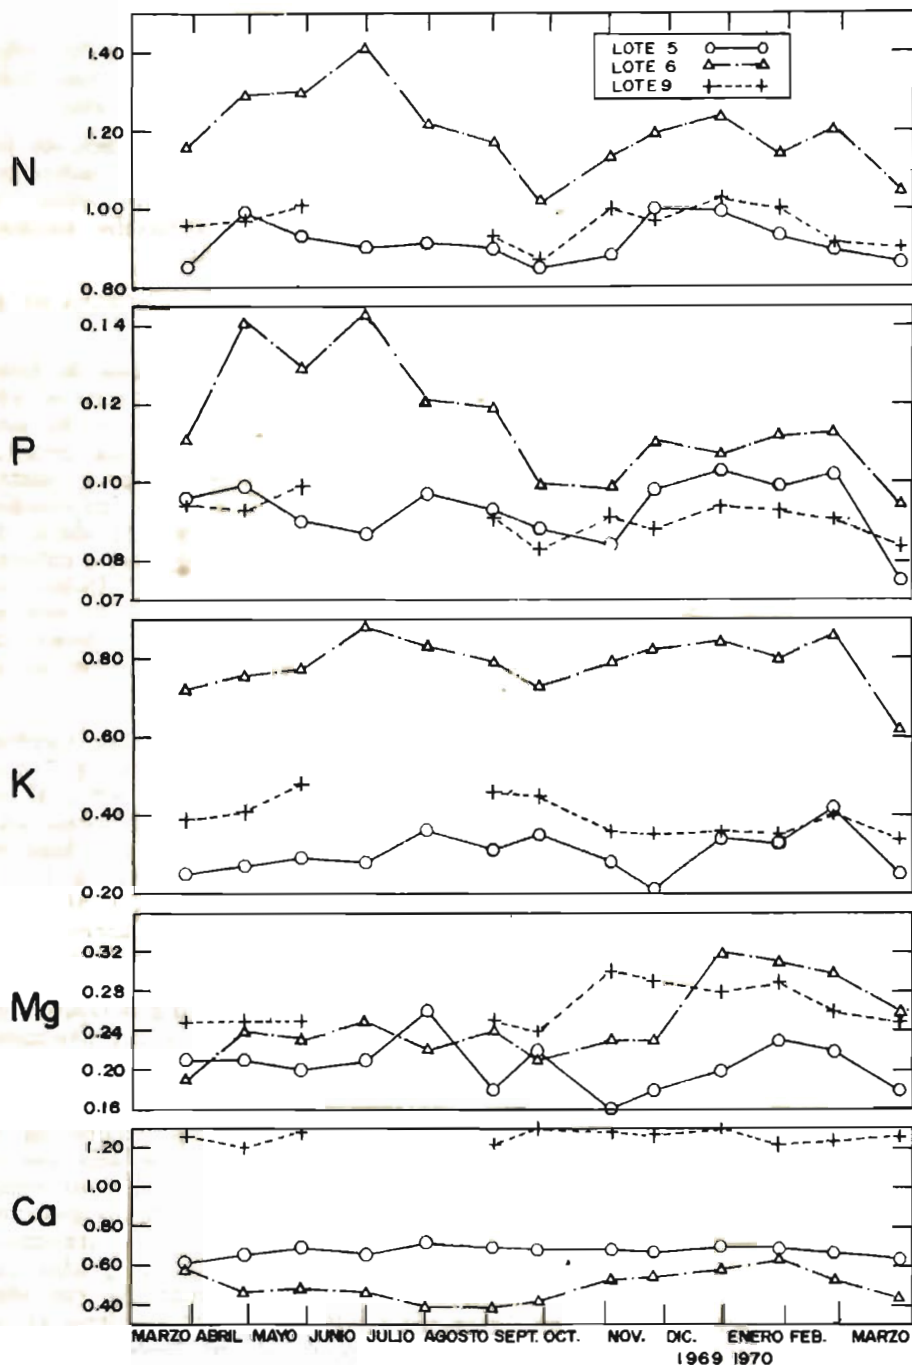 LOTE 5
LOTE 6
LOTE 9
N
1.40
1.20
1.00
0.80
P
0.14
0.12
0.10
0.08
0.07
K
0.80
0.60
0.40
0.20
Mg
0.32
0.28
0.24
0.20
0.16
Ca
1.20
1.00
0.80
0.60
0.40
MARZO ABRIL MAYO JUNIO JULIO AGOSTO SEPT. OCT. NOV. DIC. ENERO FEB. MARZO
1969 1970